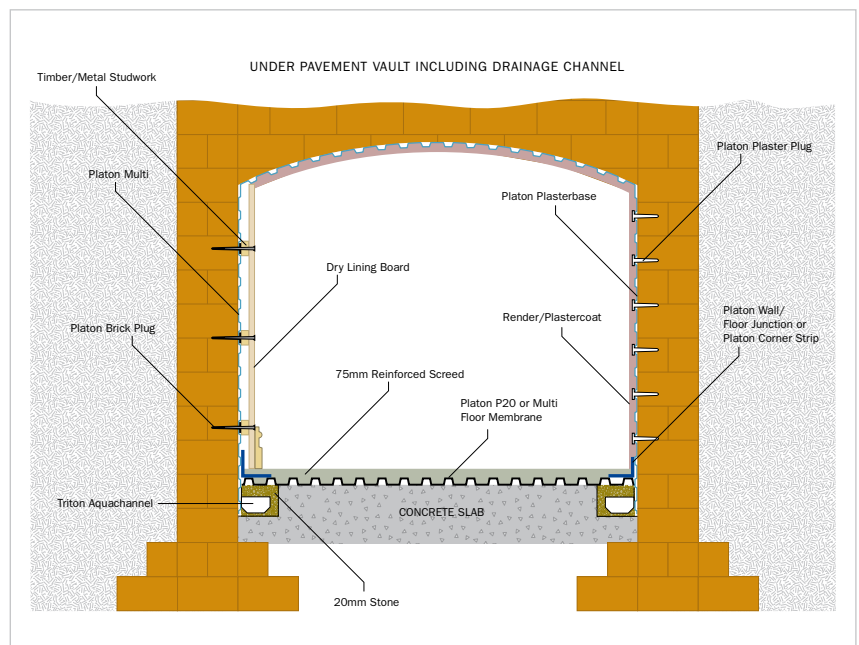 UNDER PAVEMENT VAULT INCLUDING DRAINAGE CHANNEL
Timber/Metal Studwork
Platon Multi
Platon Plaster Plug
Platon Plasterbase
Dry Lining Board
Platon Brick Plug
Render/Plastercoat
Platon Wall/
Floor Junction or
Platon Corner Strip
75mm Reinforced Screed
Platon P20 or Multi
Floor Membrane
Triton Aquachannel
CONCRETE SLAB
20mm Stone